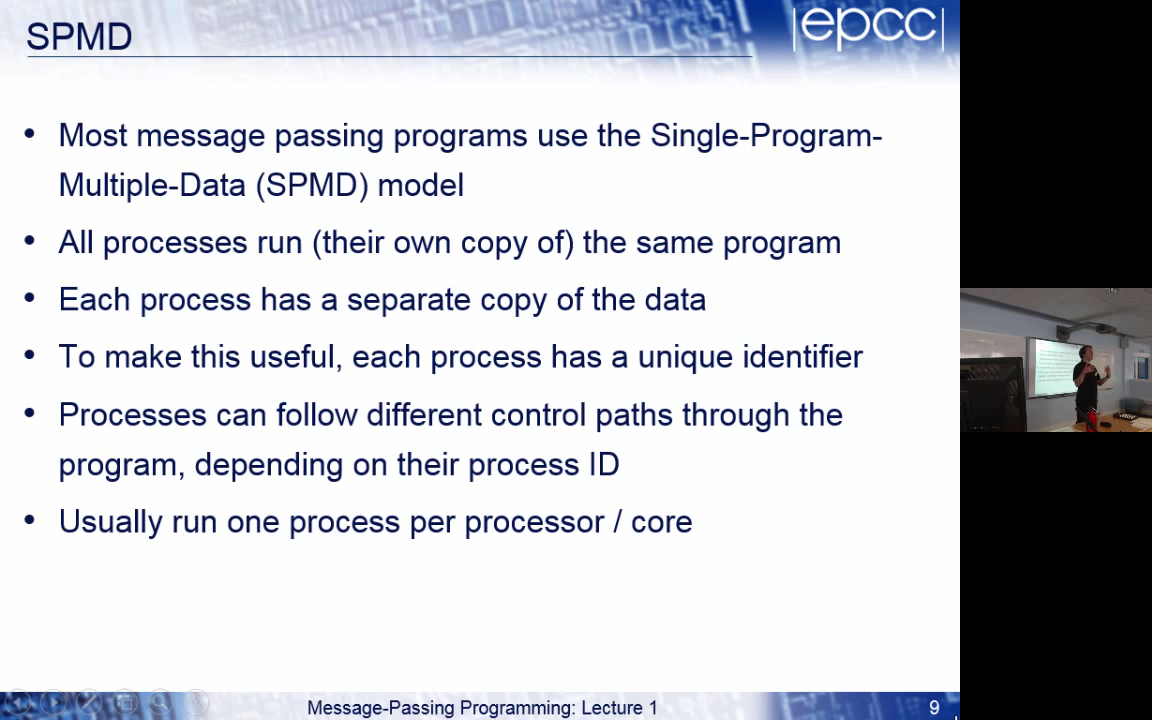 SPMD
|epcc|
• Most message passing programs use the Single-Program-
Multiple-Data (SPMD) model
• All processes run (their own copy of) the same program
• Each process has a separate copy of the data
• To make this useful, each process has a unique identifier
• Processes can follow different control paths through the
program, depending on their process ID
• Usually run one process per processor / core
Message-Passing Programming: Lecture 1
9